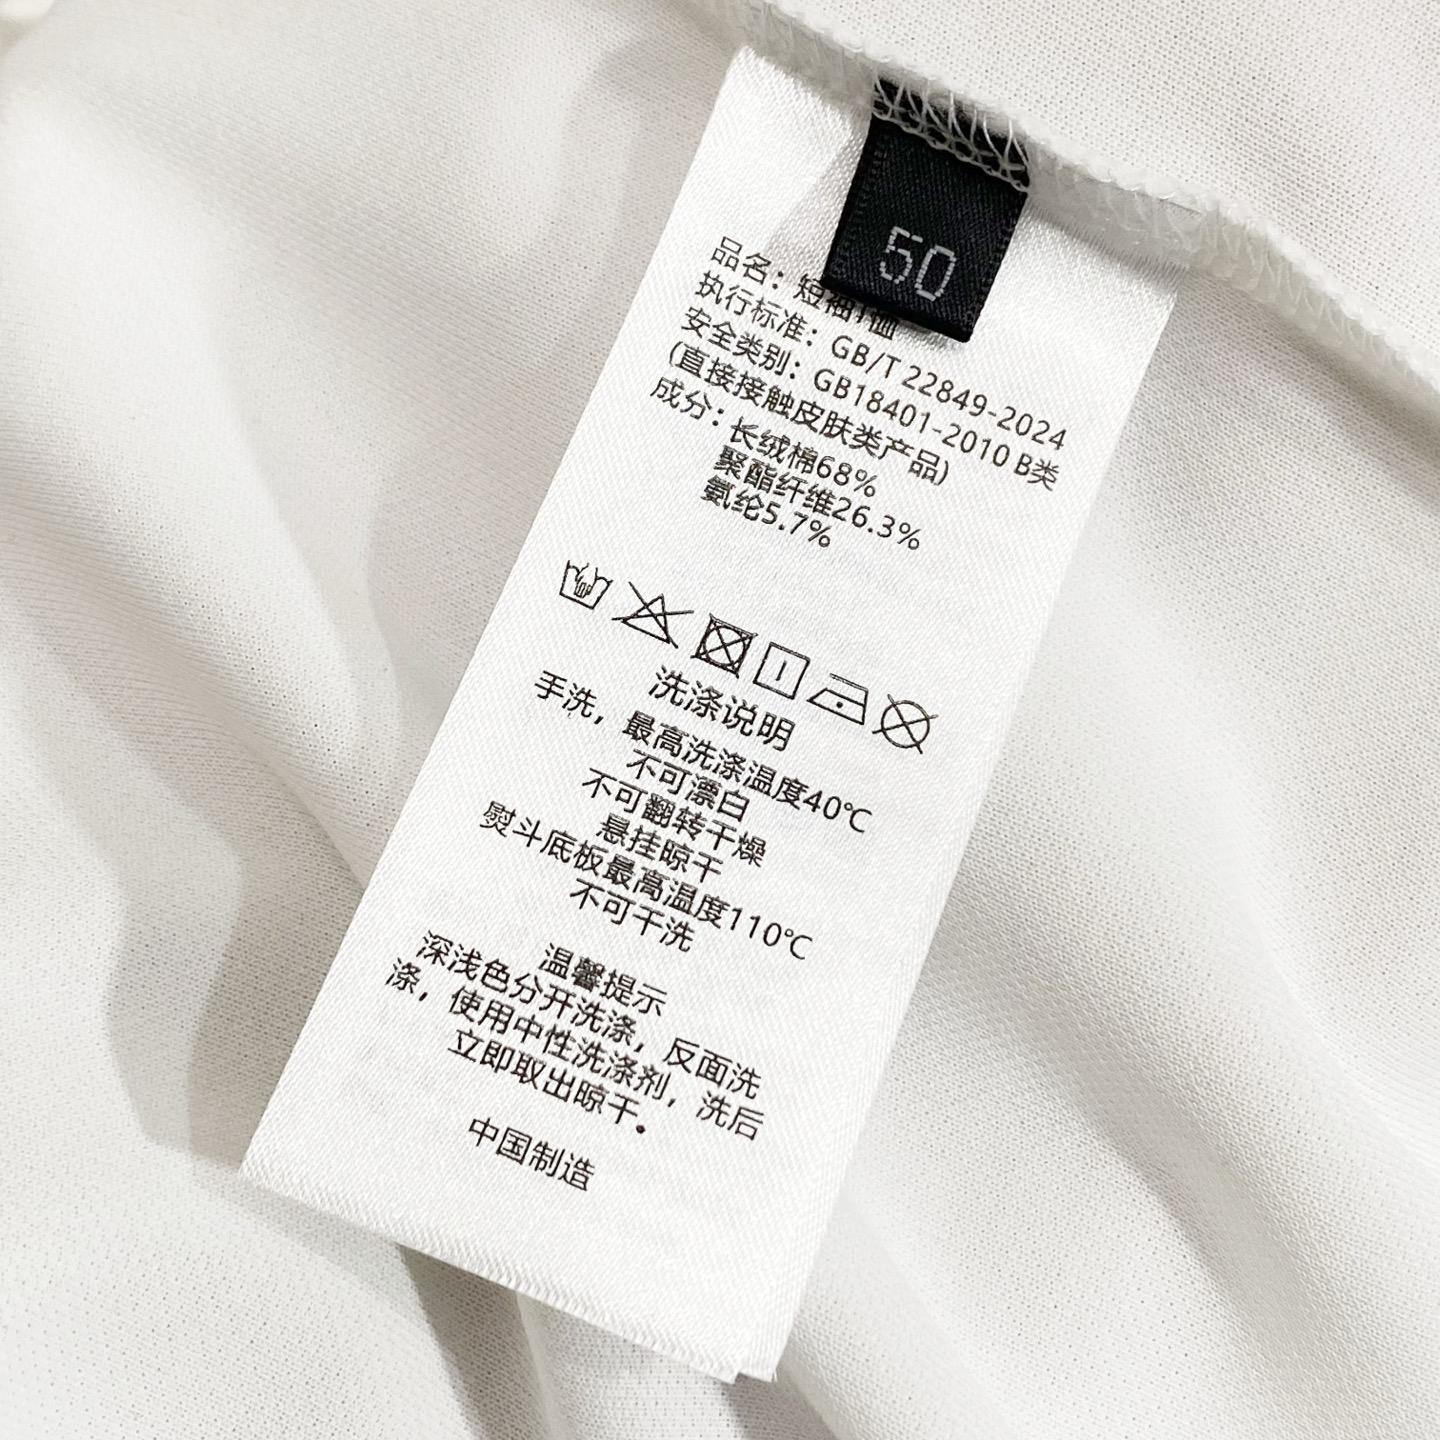 50
品名：短袖T恤
执行标准：GB/T 22849-2024
安全类别：GB18401-2010 B类
(直接接触皮肤类产品)
成分：长绒棉68%
聚酯纤维26.3%
氨纶5.7%
洗涤说明
手洗，最高洗涤温度40℃
不可漂白
不可翻转干燥
悬挂晾干
熨斗底板最高温度110℃
不可干洗
温馨提示
深浅色分开洗涤，反面洗
涤，使用中性洗涤剂，洗后
立即取出晾干。
中国制造